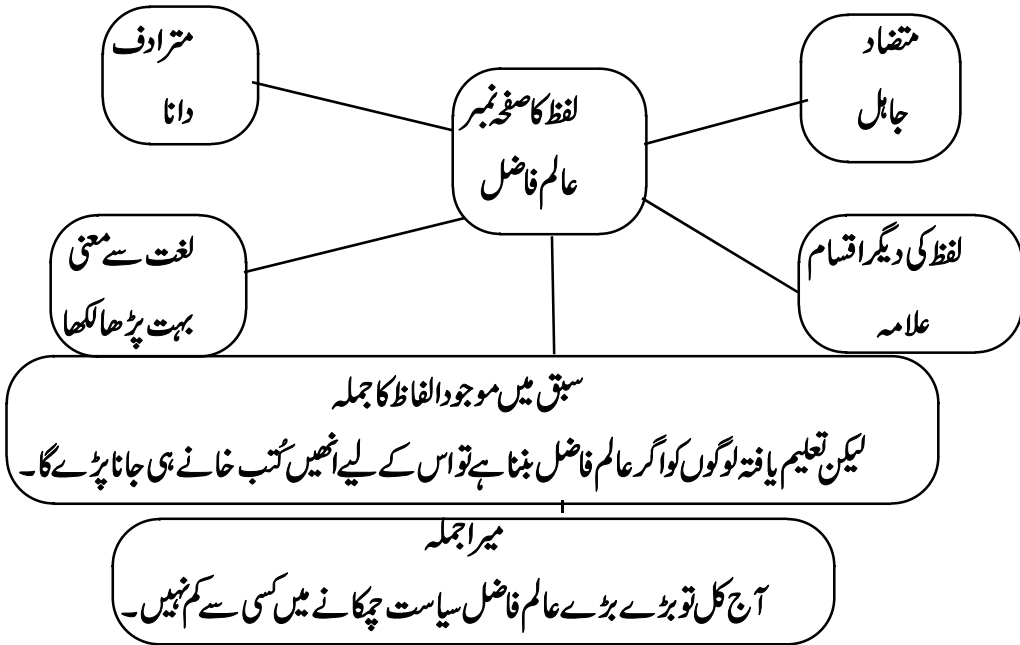 متضاد
جاہل
لفظ کا صفحہ نمبر
عالم فاضل
مترادف
دانا
لفظ کی دیگر اقسام
علامہ
لغت سے معنی
بہت پڑھا لکھا
سبق میں موجود الفاظ کا جملہ
لیکن تعلیم یافتہ لوگوں کو اگر عالم فاضل بننا ہے تو اس کے لیے انھیں کُتب خانے ہی جانا پڑے گا۔
میرا جملہ
آج کل تو بڑے بڑے عالم فاضل سیاست چمکانے میں کسی سے کم نہیں۔